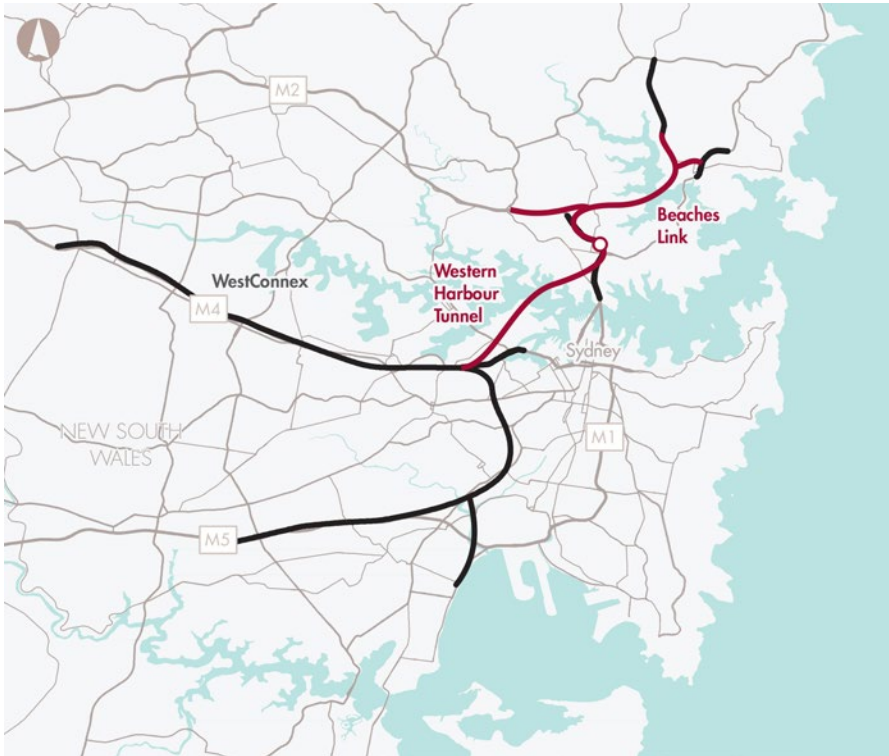 M2
Beaches
Link
WestConnex
Western
Harbour
Tunnel
M4
Sydney
NEW SOUTH
WALES
M1
M5